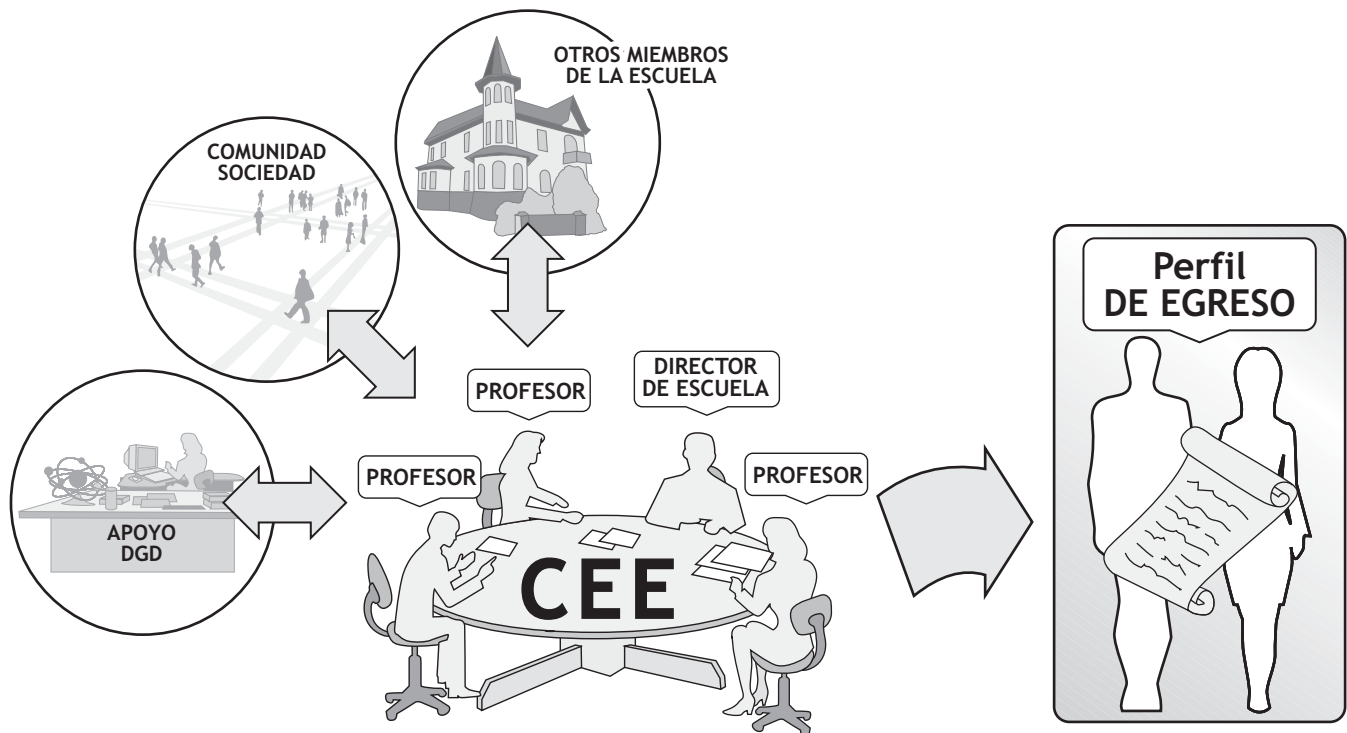 OTROS MIEMBROS
DE LA ESCUELA
COMUNIDAD
SOCIEDAD
Perfil
DE EGRESO
DIRECTOR
DE ESCUELA
PROFESOR
PROFESOR
PROFESOR
APOYO
DGD
CEE